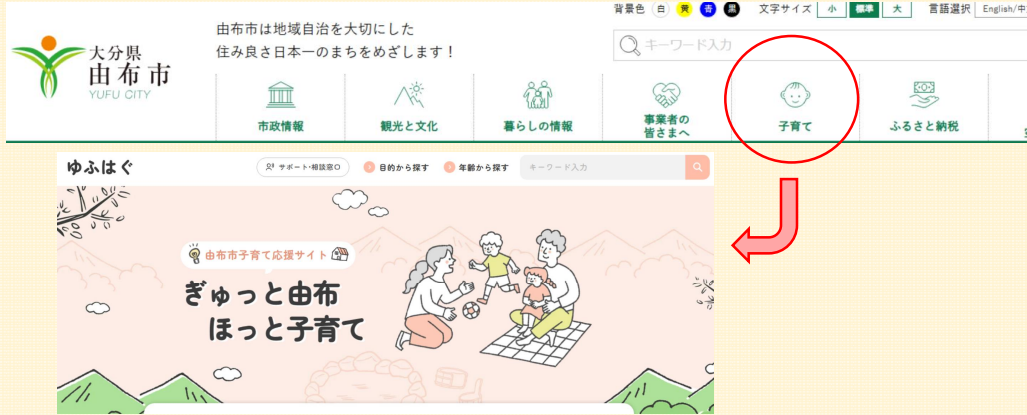 背景色 白 黄 青 黒 文字サイズ 小 標準 大 言語選択 English/中
由布市は地域自治を大切にした
住み良さ日本一のまちをめざします！
キーワード入力
大分県
由布市
YUFU CITY
市政情報
観光と文化
暮らしの情報
事業者の
皆さまへ
子育て
ふるさと納税
ゆふはぐ
サポート・相談窓口 目的から探す 年齢から探す キーワード入力
由布市子育て応援サイト
ぎゅっと由布
ほっと子育て